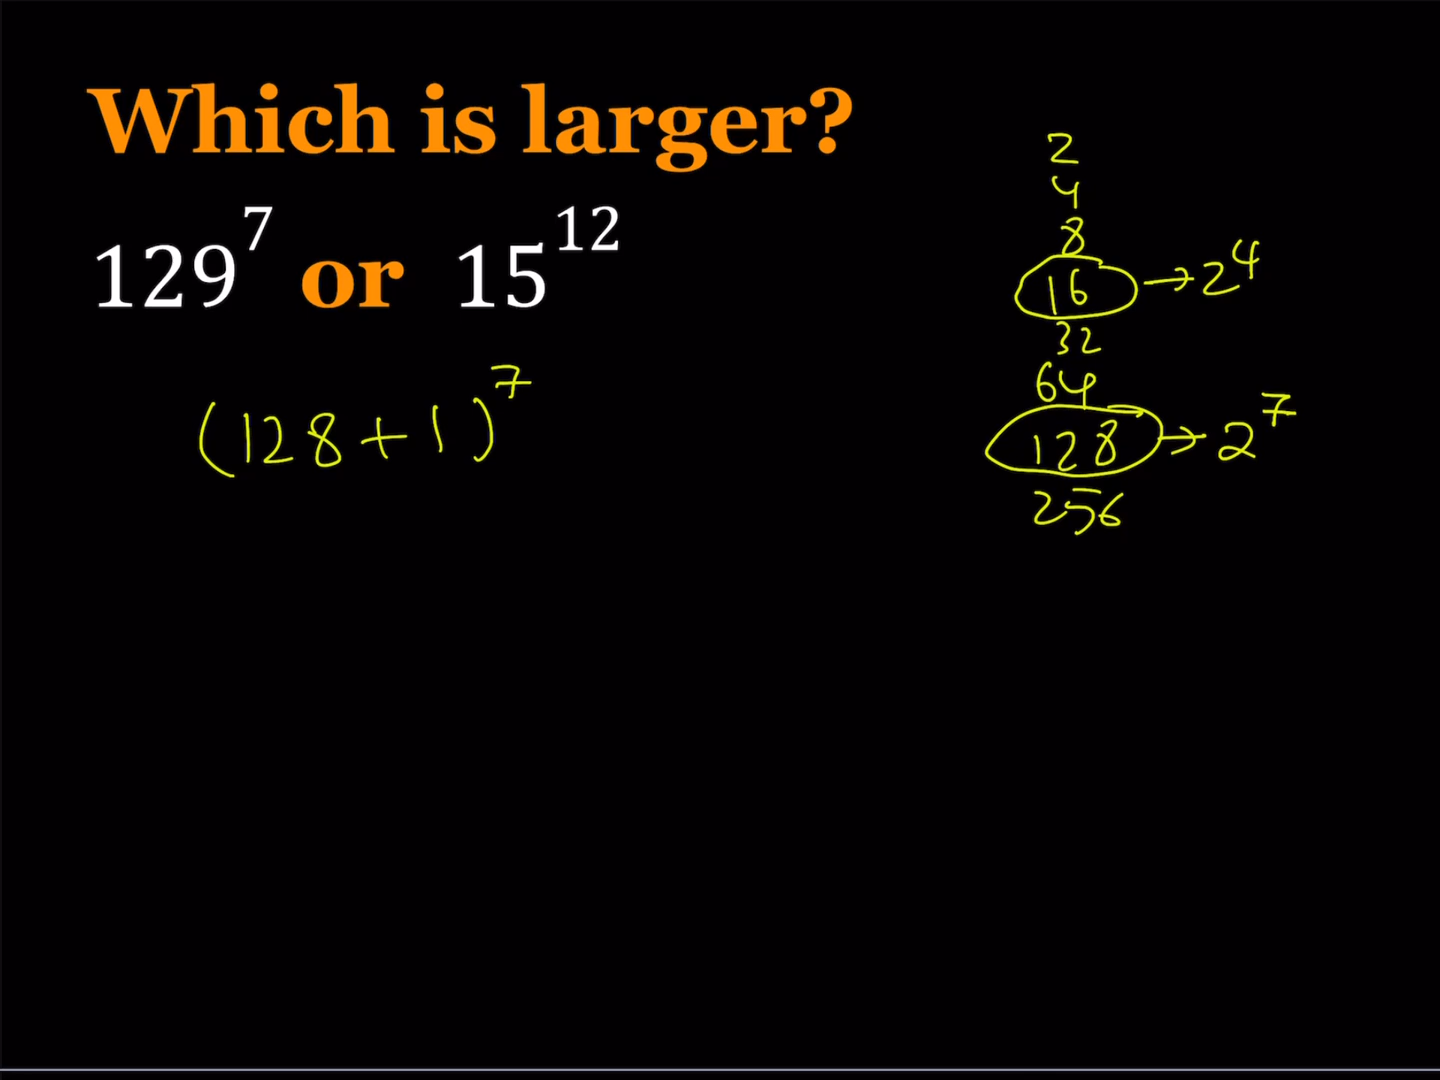 Which is larger?
129^7 or 15^12
(128+1)^7
2
4
8
16 → 2^4
32
64
128 → 2^7
256